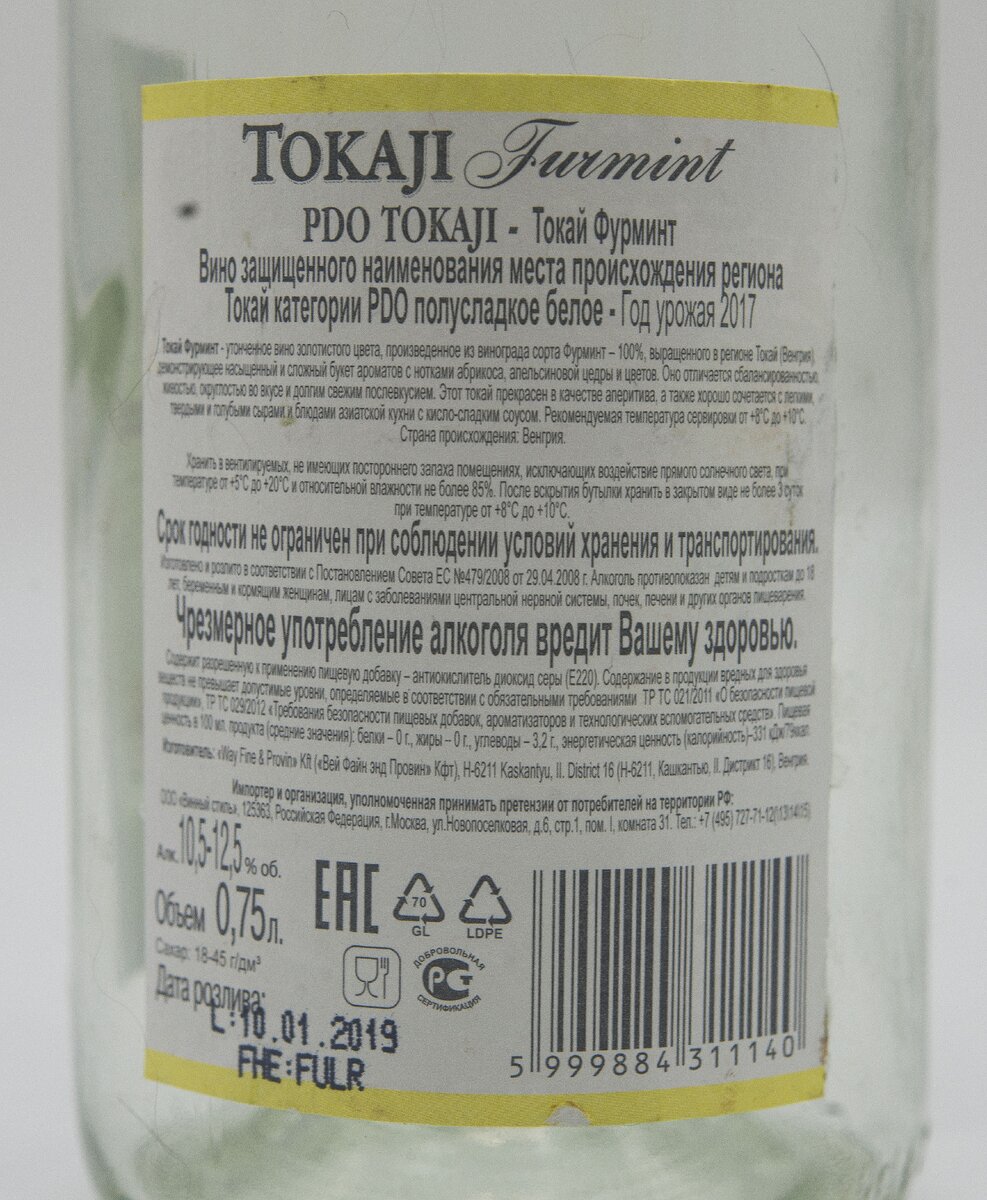 TOKAJI Furmint
PDO TOKAJI - Токай Фурминт
Вино защищенного наименования места происхождения региона
Токай категории PDO полусладкое белое - Год урожая 2017
Токай Фурминт - утонченное вино золотистого цвета, произведенное из винограда сорта Фурминт – 100%, выращенного в регионе Токай (Венгрия),
демонстрирующее насыщенный и сложный букет ароматов с нотками абрикоса, апельсиновой цедры и цветов. Оно отличается сбалансированностью,
живостью, округлостью во вкусе и долгим свежим послевкусием. Этот токай прекрасен в качестве аперитива, а также хорошо сочетается с легкими,
твердыми и голубыми сырами и блюдами азиатской кухни с кисло-сладким соусом. Рекомендуемая температура сервировки от +8°С до +10°С.
Страна происхождения: Венгрия.
Хранить в вентилируемых, не имеющих постороннего запаха помещениях, исключающих воздействие прямого солнечного света, при
температуре от +5°С до +20°С и относительной влажности не более 85%. После вскрытия бутылки хранить в закрытом виде не более 3 суток
при температуре от +8°С до +10°С.
Срок годности не ограничен при соблюдении условий хранения и транспортирования.
Изготовлено и розлито в соответствии с Постановлением Совета ЕС №479/2008 от 29.04.2008 г. Алкоголь противопоказан детям и подросткам до 18
лет, беременным и кормящим женщинам, лицам с заболеваниями центральной нервной системы, почек, печени и других органов пищеварения.
Чрезмерное употребление алкоголя вредит Вашему здоровью.
Содержит разрешенную к применению пищевую добавку – антиокислитель диоксид серы (Е220). Содержание в продукции вредных для здоровья
веществ не превышает допустимые уровни, определяемые в соответствии с обязательными требованиями ТР ТС 021/2011 «О безопасности пищевой
продукции», ТР ТС 029/2012 «Требования безопасности пищевых добавок, ароматизаторов и технологических вспомогательных средств». Пищевая
ценность в 100 мл. продукта (средние значения): белки – 0 г., жиры – 0 г., углеводы – 3,2 г., энергетическая ценность (калорийность)–331 кДж/79ккал.
Изготовитель: «Way Fine & Provin» Kft («Вей Файн энд Провин» Кфт), H-6211 Kaskantyu, II. District 16 (Н-6211, Кашкантью, II. Дистрикт 16), Венгрия.
Импортер и организация, уполномоченная принимать претензии от потребителей на территории РФ:
ООО «Винный стиль», 125363, Российская Федерация, г.Москва, ул.Новопоселковая, д.6, стр.1, пом. I, комната 31. Тел.: +7 (495) 727-71-12(/13/14/15)
Алк. 10,5-12,5 % об.
Объем 0,75 л.
Сахар: 18-45 г/дм³
Дата розлива:
L:10.01.2019
FHE:FULR
ЕАС
70
GL
LDPE
ДОБРОВОЛЬНАЯ
РСТ
СЕРТИФИКАЦИЯ
5 999884 311140